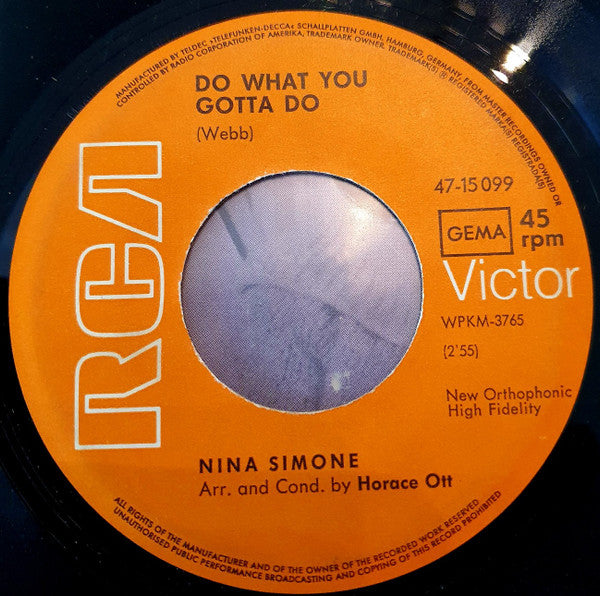 MANUFACTURED BY TELDEC »TELEFUNKEN-DECCA« SCHALLPLATTEN GMBH, HAMBURG, GERMANY, FROM MASTER RECORDINGS OWNED OR
CONTROLLED BY RADIO CORPORATION OF AMERIKA, TRADEMARK OWNER, TRADEMARK(S) ® REGISTERED MARKA(S) REGISTRADA(S)
DO WHAT YOU
GOTTA DO
(Webb)
RCA
47-15 099
GEMA
45
rpm
Victor
WPKM-3765
(2'55)
New Orthophonic
High Fidelity
NINA SIMONE
Arr. and Cond. by Horace Ott
ALL RIGHTS OF THE MANUFACTURER AND OF THE OWNER OF THE RECORDED WORK RESERVED
UNAUTHORISED PUBLIC PERFORMANCE BROADCASTING AND COPYING OF THIS RECORD PROHIBITED